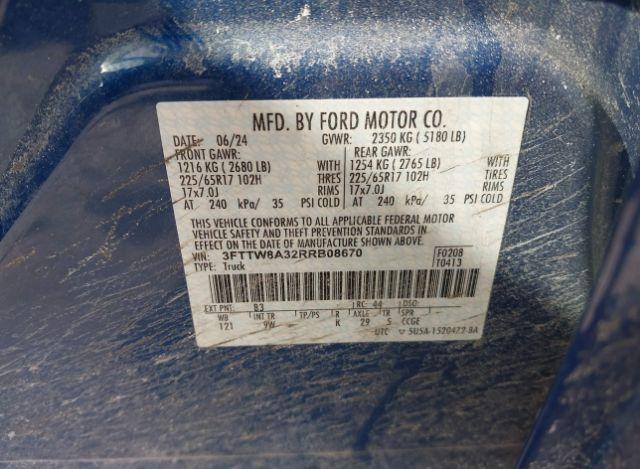 MFD. BY FORD MOTOR CO.
DATE: 06/24 GVWR: 2350 KG ( 5180 LB)
FRONT GAWR: REAR GAWR:
1216 KG ( 2680 LB) WITH 1254 KG ( 2765 LB) WITH
225/65R17 102H TIRES 225/65R17 102H TIRES
17x7.0J RIMS 17x7.0J RIMS
AT 240 kPa/ 35 PSI COLD AT 240 kPa/ 35 PSI COLD
THIS VEHICLE CONFORMS TO ALL APPLICABLE FEDERAL MOTOR
VEHICLE SAFETY AND THEFT PREVENTION STANDARDS IN EFFECT ON THE
DATE OF MANUFACTURE SHOWN ABOVE.
VIN: 3FTTW8A32RRB08670 F0208
TYPE: Truck T0413
EXT PNT: B3 RC: 44 DSO:
WB INT TR TP/PS R AXLE TR SPR
121 9W K 29 S CCGE
UTC 5U5A-1520472-BA